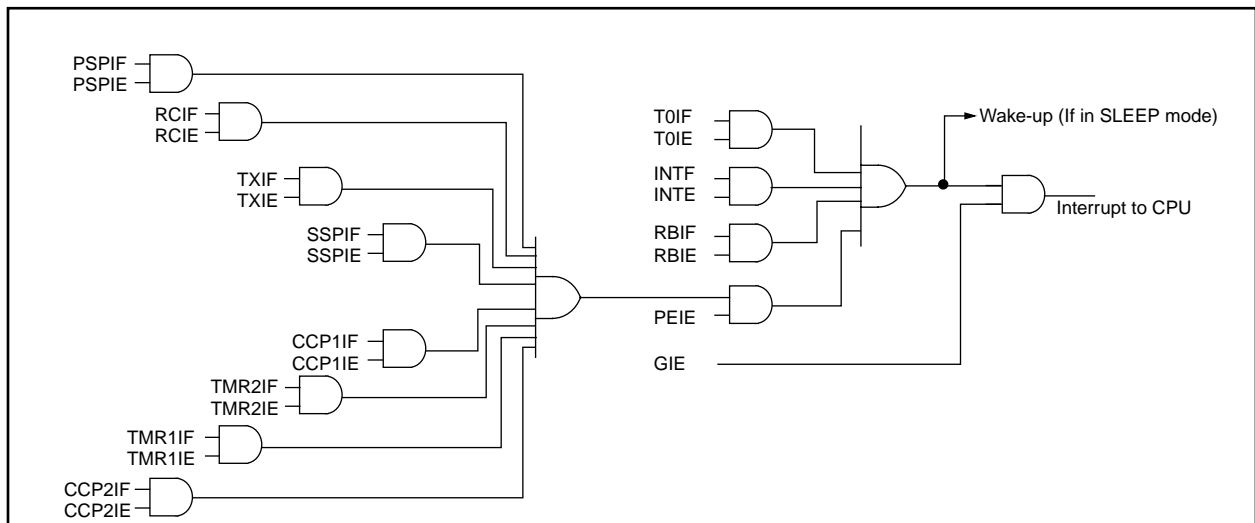 PSPIF
PSPIE
RCIF
RCIE
TXIF
TXIE
SSPIF
SSPIE
CCP1IF
CCP1IE
TMR2IF
TMR2IE
TMR1IF
TMR1IE
CCP2IF
CCP2IE
T0IF
T0IE
INTF
INTE
RBIF
RBIE
PEIE
GIE
Wake-up (If in SLEEP mode)
Interrupt to CPU